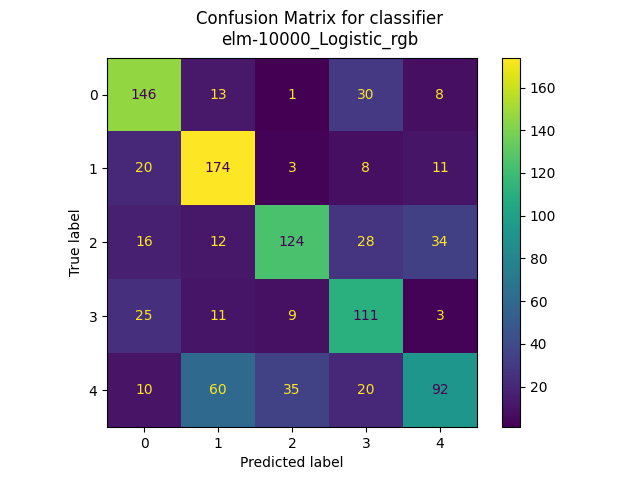 Confusion Matrix for classifier
elm-10000_Logistic_rgb
True label
0 146 13 1 30 8
1 20 174 3 8 11
2 16 12 124 28 34
3 25 11 9 111 3
4 10 60 35 20 92
0 1 2 3 4
Predicted label
160
140
120
100
80
60
40
20